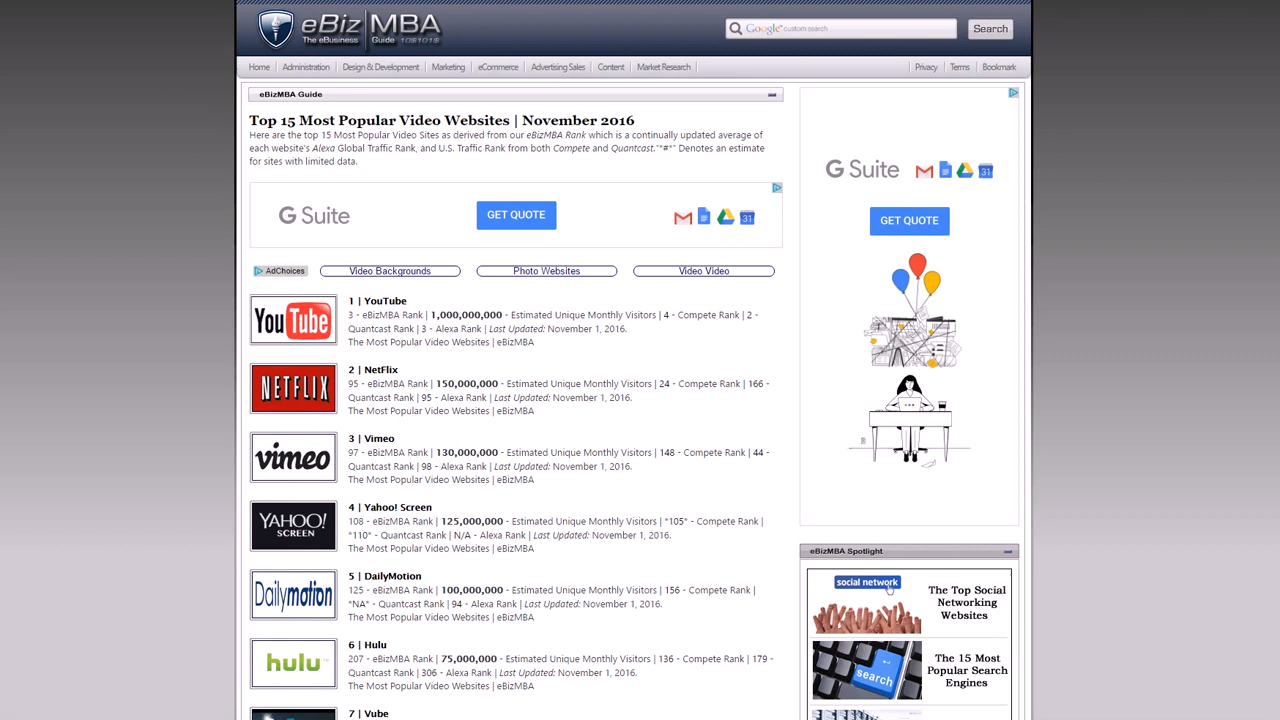 eBiz MBA
The eBusiness Guide
Google™ custom search
Search
Home
Administration
Design & Development
Marketing
eCommerce
Advertising Sales
Content
Market Research
Privacy
Terms
Bookmark
eBizMBA Guide
Top 15 Most Popular Video Websites | November 2016
Here are the top 15 Most Popular Video Sites as derived from our eBizMBA Rank which is a continually updated average of
each website's Alexa Global Traffic Rank, and U.S. Traffic Rank from both Compete and Quantcast."*#*" Denotes an estimate
for sites with limited data.
G Suite
GET QUOTE
31
AdChoices
Video Backgrounds
Photo Websites
Video Video
YouTube
1 | YouTube
3 - eBizMBA Rank | 1,000,000,000 - Estimated Unique Monthly Visitors | 4 - Compete Rank | 2 -
Quantcast Rank | 3 - Alexa Rank | Last Updated: November 1, 2016.
The Most Popular Video Websites | eBizMBA
NETFLIX
2 | NetFlix
95 - eBizMBA Rank | 150,000,000 - Estimated Unique Monthly Visitors | 24 - Compete Rank | 166 -
Quantcast Rank | 95 - Alexa Rank | Last Updated: November 1, 2016.
The Most Popular Video Websites | eBizMBA
vimeo
3 | Vimeo
97 - eBizMBA Rank | 130,000,000 - Estimated Unique Monthly Visitors | 148 - Compete Rank | 44 -
Quantcast Rank | 98 - Alexa Rank | Last Updated: November 1, 2016.
The Most Popular Video Websites | eBizMBA
YAHOO!
SCREEN
4 | Yahoo! Screen
108 - eBizMBA Rank | 125,000,000 - Estimated Unique Monthly Visitors | *105* - Compete Rank |
*110* - Quantcast Rank | N/A - Alexa Rank | Last Updated: November 1, 2016.
The Most Popular Video Websites | eBizMBA
Dailymotion
5 | DailyMotion
125 - eBizMBA Rank | 100,000,000 - Estimated Unique Monthly Visitors | 156 - Compete Rank |
*NA* - Quantcast Rank | 94 - Alexa Rank | Last Updated: November 1, 2016.
The Most Popular Video Websites | eBizMBA
hulu
6 | Hulu
207 - eBizMBA Rank | 75,000,000 - Estimated Unique Monthly Visitors | 136 - Compete Rank | 179 -
Quantcast Rank | 306 - Alexa Rank | Last Updated: November 1, 2016.
The Most Popular Video Websites | eBizMBA
7 | Vube
G Suite
31
GET QUOTE
eBizMBA Spotlight
social network
The Top Social
Networking
Websites
search
The 15 Most
Popular Search
Engines